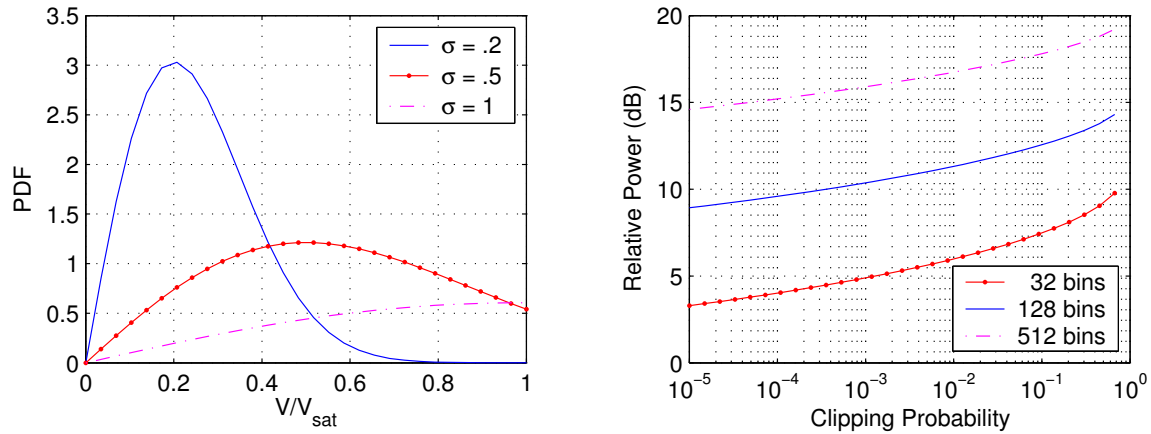 3.5
3
2.5
2
1.5
1
0.5
0
0 0.2 0.4 0.6 0.8 1
PDF
V/V_sat
σ = .2
σ = .5
σ = 1
20
15
10
5
0
10^-5 10^-4 10^-3 10^-2 10^-1 10^0
Relative Power (dB)
Clipping Probability
32 bins
128 bins
512 bins